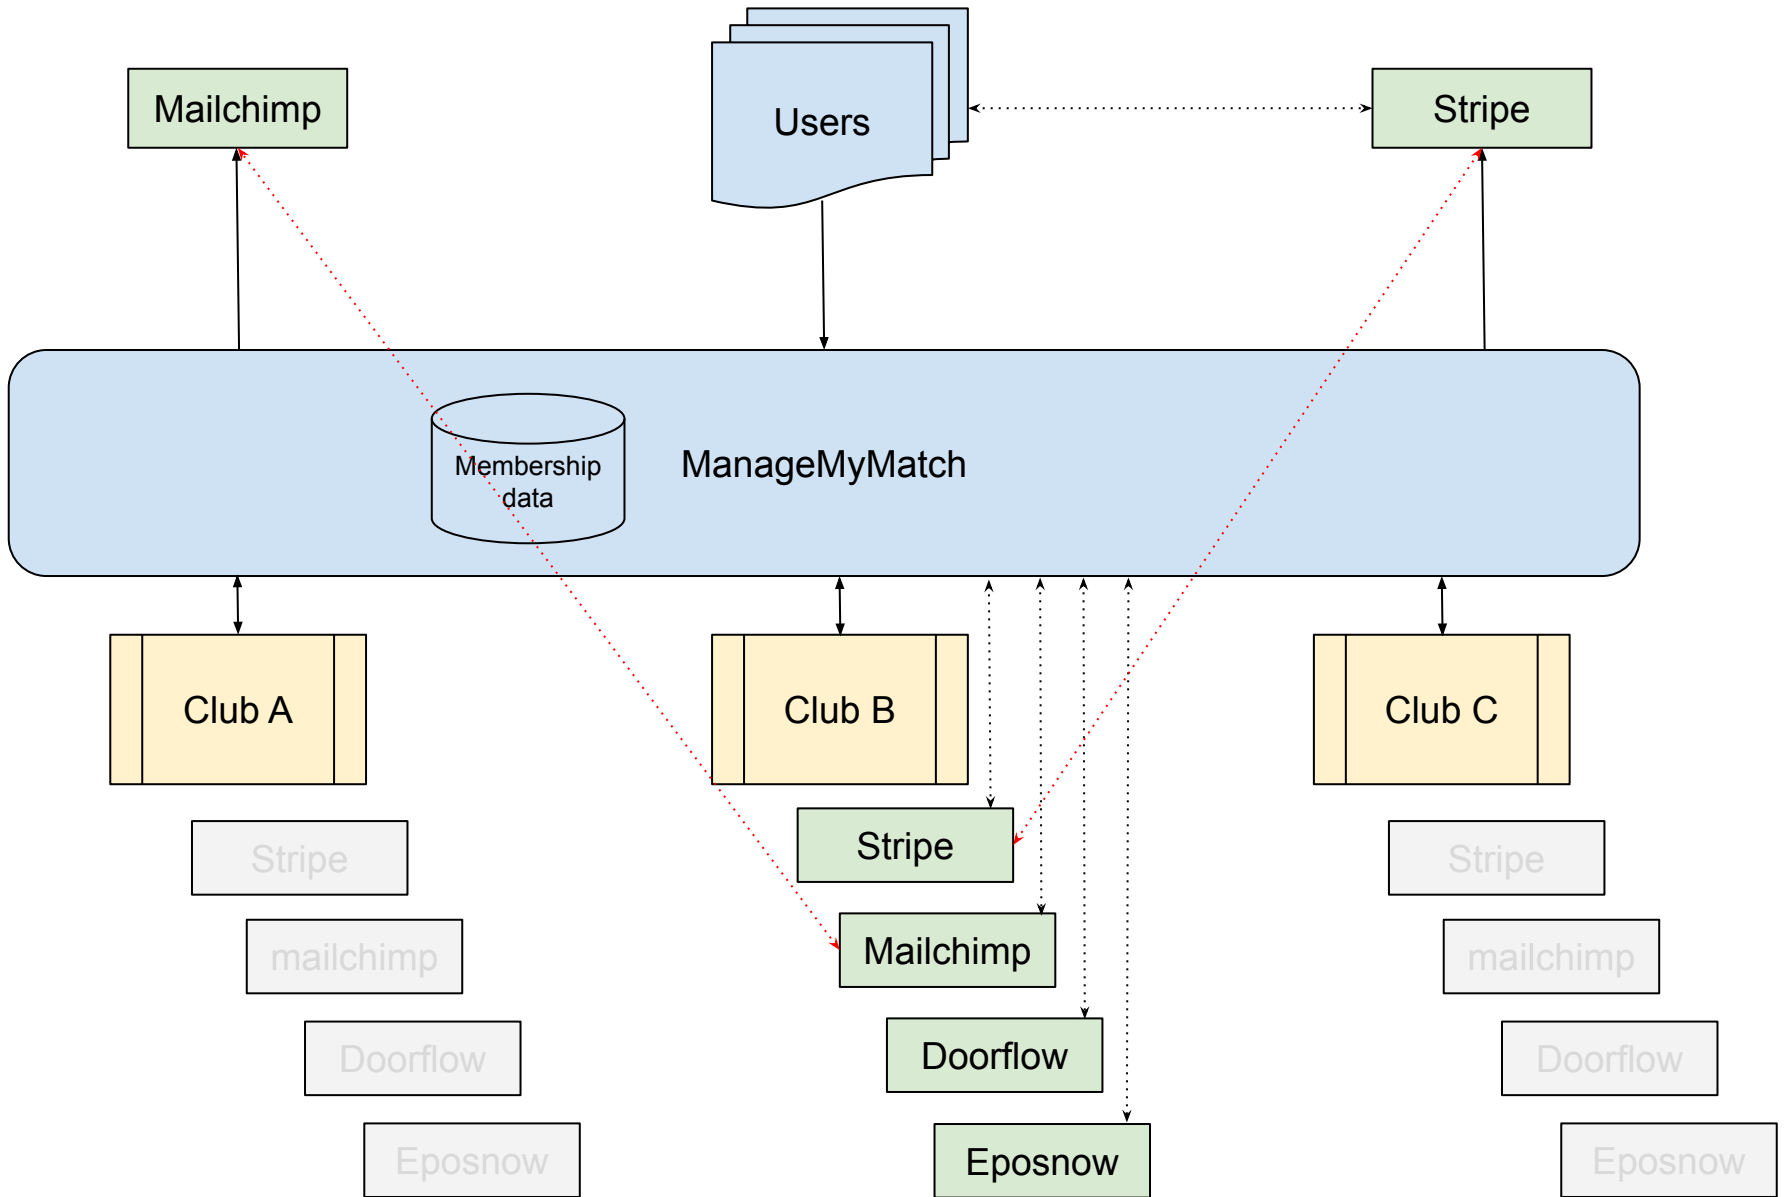 Mailchimp
Users
Stripe
Membership
data
ManageMyMatch
Club A
Club B
Club C
Stripe
mailchimp
Doorflow
Eposnow
Stripe
Mailchimp
Doorflow
Eposnow
Stripe
mailchimp
Doorflow
Eposnow